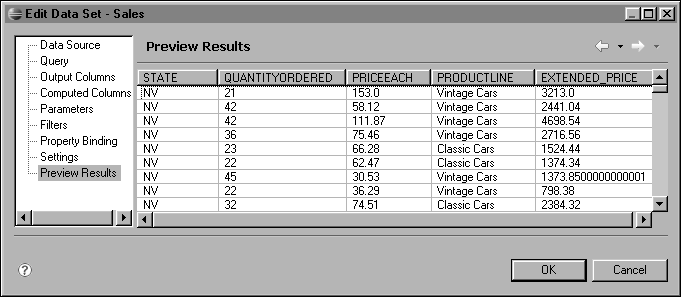 Edit Data Set - Sales
Data Source
Query
Output Columns
Computed Columns
Parameters
Filters
Property Binding
Settings
Preview Results
Preview Results
STATE QUANTITYORDERED PRICEEACH PRODUCTLINE EXTENDED_PRICE
NV 21 153.0 Vintage Cars 3213.0
NV 42 58.12 Vintage Cars 2441.04
NV 42 111.87 Vintage Cars 4698.54
NV 36 75.46 Vintage Cars 2716.56
NV 23 66.28 Classic Cars 1524.44
NV 22 62.47 Classic Cars 1374.34
NV 45 30.53 Vintage Cars 1373.8500000000001
NV 22 36.29 Vintage Cars 798.38
NV 32 74.51 Classic Cars 2384.32
? OK Cancel